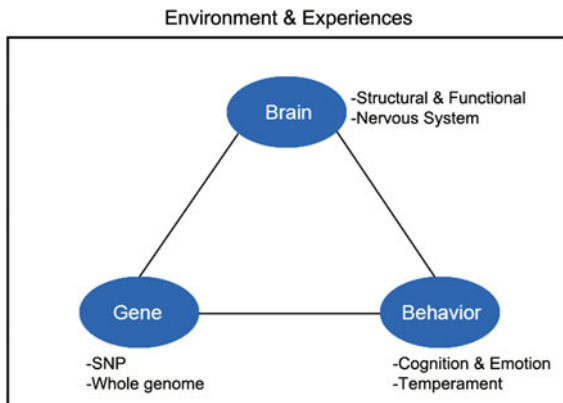 Environment & Experiences
Brain
-Structural & Functional
-Nervous System
Gene
-SNP
-Whole genome
Behavior
-Cognition & Emotion
-Temperament